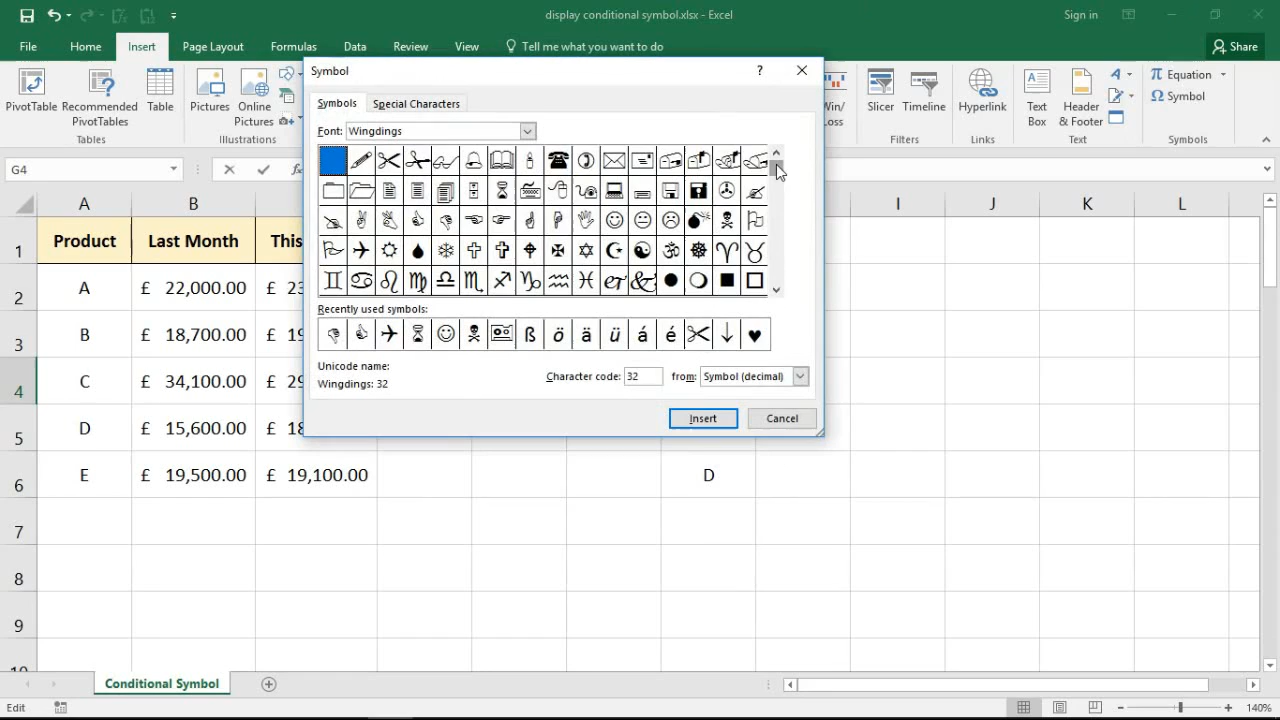 display conditional symbol.xlsx - Excel
Sign in
File Home Insert Page Layout Formulas Data Review View Tell me what you want to do Share
PivotTable
Recommended
PivotTables
Table
Tables
Pictures
Online
Pictures
Illustrations
Win/
Loss
Slicer
Timeline
Filters
Hyperlink
Links
Text
Box
Header
& Footer
Text
π Equation
Ω Symbol
Symbols
G4
Symbol
Symbols Special Characters
Font: Wingdings
Recently used symbols:
ß ö ä ü á é
Unicode name:
Wingdings: 32
Character code: 32 from: Symbol (decimal)
Insert Cancel
A B I J K L
1 Product Last Month This
2 A £ 22,000.00 £ 23
3 B £ 18,700.00 £ 19
4 C £ 34,100.00 £ 29
5 D £ 15,600.00 £ 18
6 E £ 19,500.00 £ 19,100.00 D
7
8
9
10
Conditional Symbol
Edit
140%